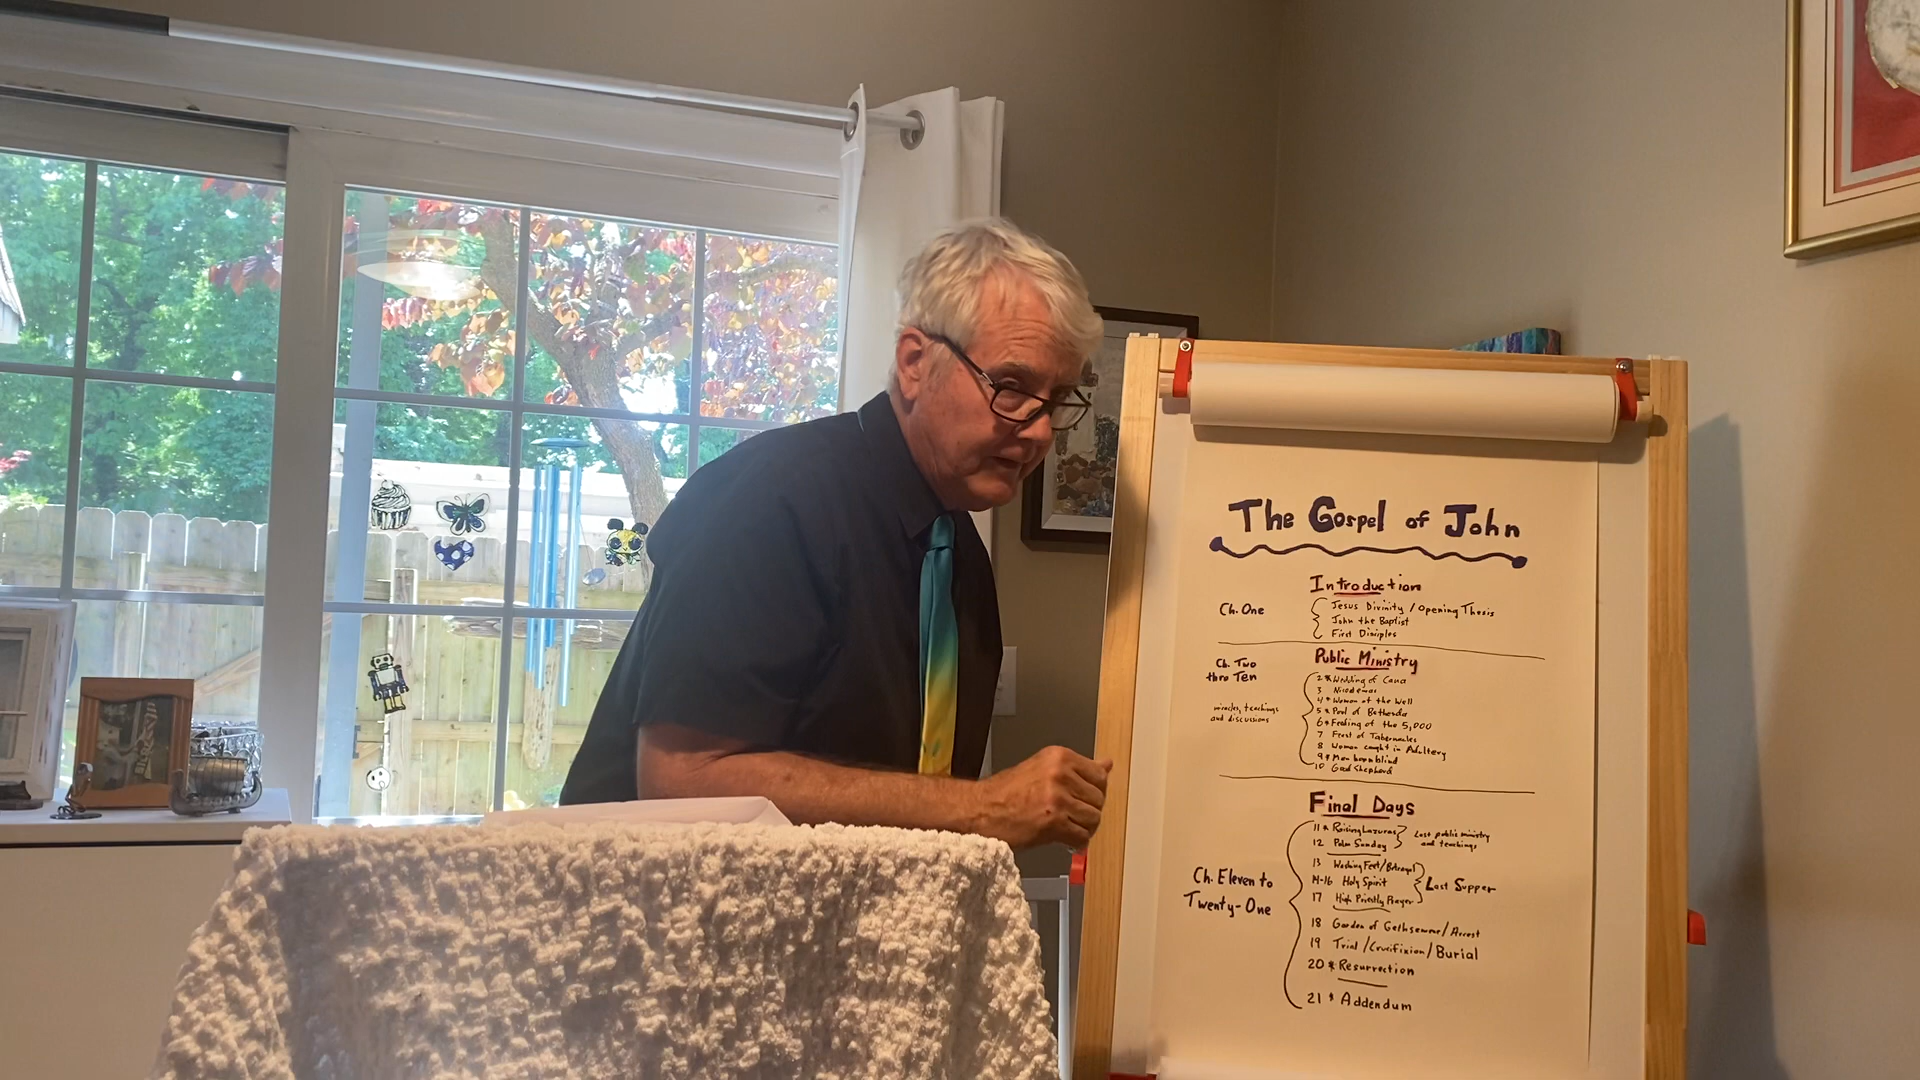 The Gospel of John
Introduction
Ch. One
Jesus Divinity / Opening Thesis
John the Baptist
First Disciples
Public Ministry
Ch. Two
thru Ten
miracles, teachings
and discussions
2* Wedding of Cana
3 Nicodemus
4* Woman at the Well
5* Pool of Bethesda
6* Feeding of the 5,000
7 Feast of Tabernacles
8 Woman caught in Adultery
9* Man born blind
10 Good Shepherd
Final Days
Ch. Eleven to
Twenty-One
11* Raising Lazurus
12 Palm Sunday
Last public ministry
and teachings
13 Washing Feet/Betrayal
14-16 Holy Spirit
17 High Priestly Prayer
Last Supper
18 Garden of Gethsemane/Arrest
19 Trial/Crucifixion/Burial
20* Resurrection
21* Addendum